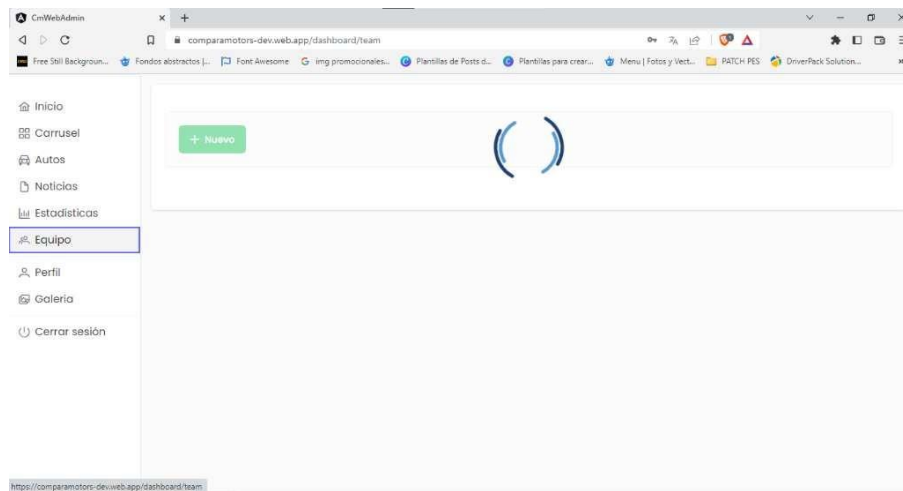 CmWebAdmin
comparamotors-dev.web.app/dashboard/team
Free Still Backgroun... Fondos abstractos |... Font Awesome img promocionales... Plantillas de Posts d... Plantillas para crear... Menu | Fotos y Vect... PATCH PES DriverPack Solution...
Inicio
Carrusel
+ Nuevo
Autos
Noticias
Estadísticas
Equipo
Perfil
Galería
Cerrar sesión
https://comparamotors-dev.web.app/dashboard/team